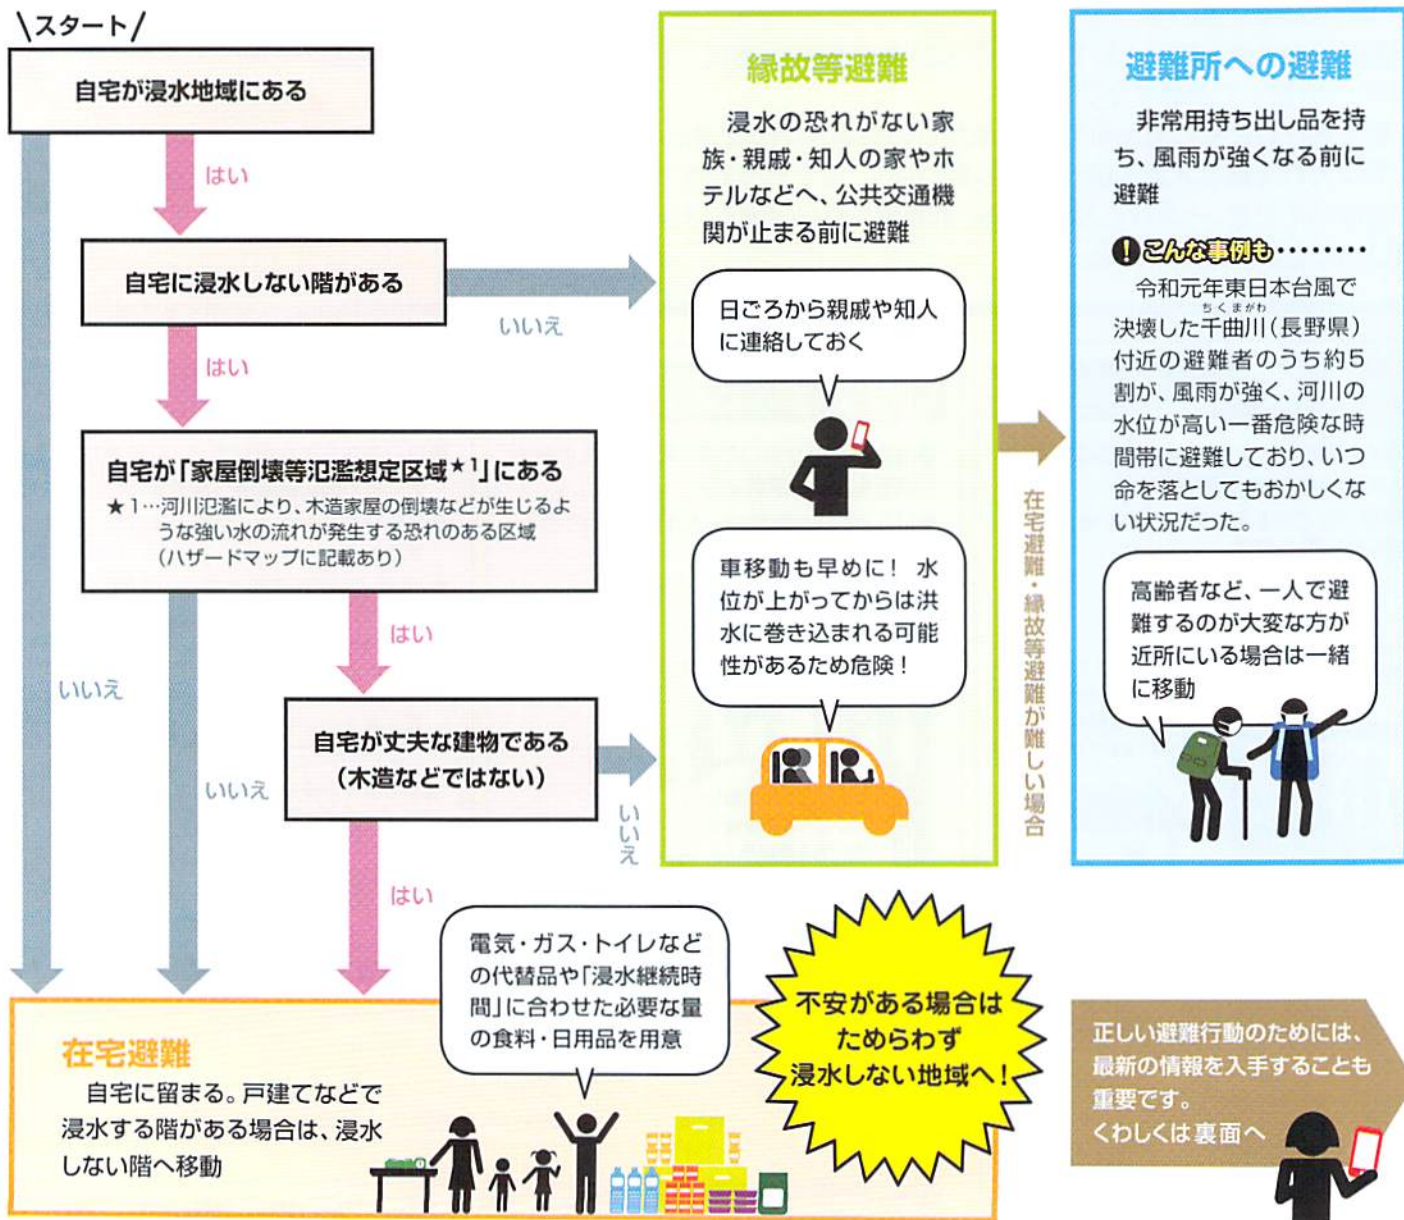 \スタート/
自宅が浸水地域にある
はい
いいえ
自宅に浸水しない階がある
いいえ
はい
自宅が「家屋倒壊等氾濫想定区域★1」にある
★1…河川氾濫により、木造家屋の倒壊などが生じるよ
うな強い水の流れが発生する恐れのある区域
(ハザードマップに記載あり)
はい
いいえ
自宅が丈夫な建物である
(木造などではない)
いいえ
はい
縁故等避難
浸水の恐れがない家
族・親戚・知人の家やホ
テルなどへ、公共交通機
関が止まる前に避難
日ごろから親戚や知人
に連絡しておく
車移動も早めに! 水
位が上がってからは洪
水に巻き込まれる可能
性があるため危険!
在宅避難・縁故等避難が難しい場合
避難所への避難
非常用持ち出し品を持
ち、風雨が強くなる前に
避難
!こんな事例も………
令和元年東日本台風で
ちくまがわ
決壊した千曲川(長野県)
付近の避難者のうち約5
割が、風雨が強く、河川の
水位が高い一番危険な時
間帯に避難しており、いつ
命を落としてもおかしくな
い状況だった。
高齢者など、一人で避
難するのが大変な方が
近所にいる場合は一緒
に移動
在宅避難
自宅に留まる。戸建てなどで
浸水する階がある場合は、浸水
しない階へ移動
電気・ガス・トイレなど
の代替品や「浸水継続時
間」に合わせた必要な量
の食料・日用品を用意
不安がある場合は
ためらわず
浸水しない地域へ!
正しい避難行動のためには、
最新の情報を入手することも
重要です。
くわしくは裏面へ